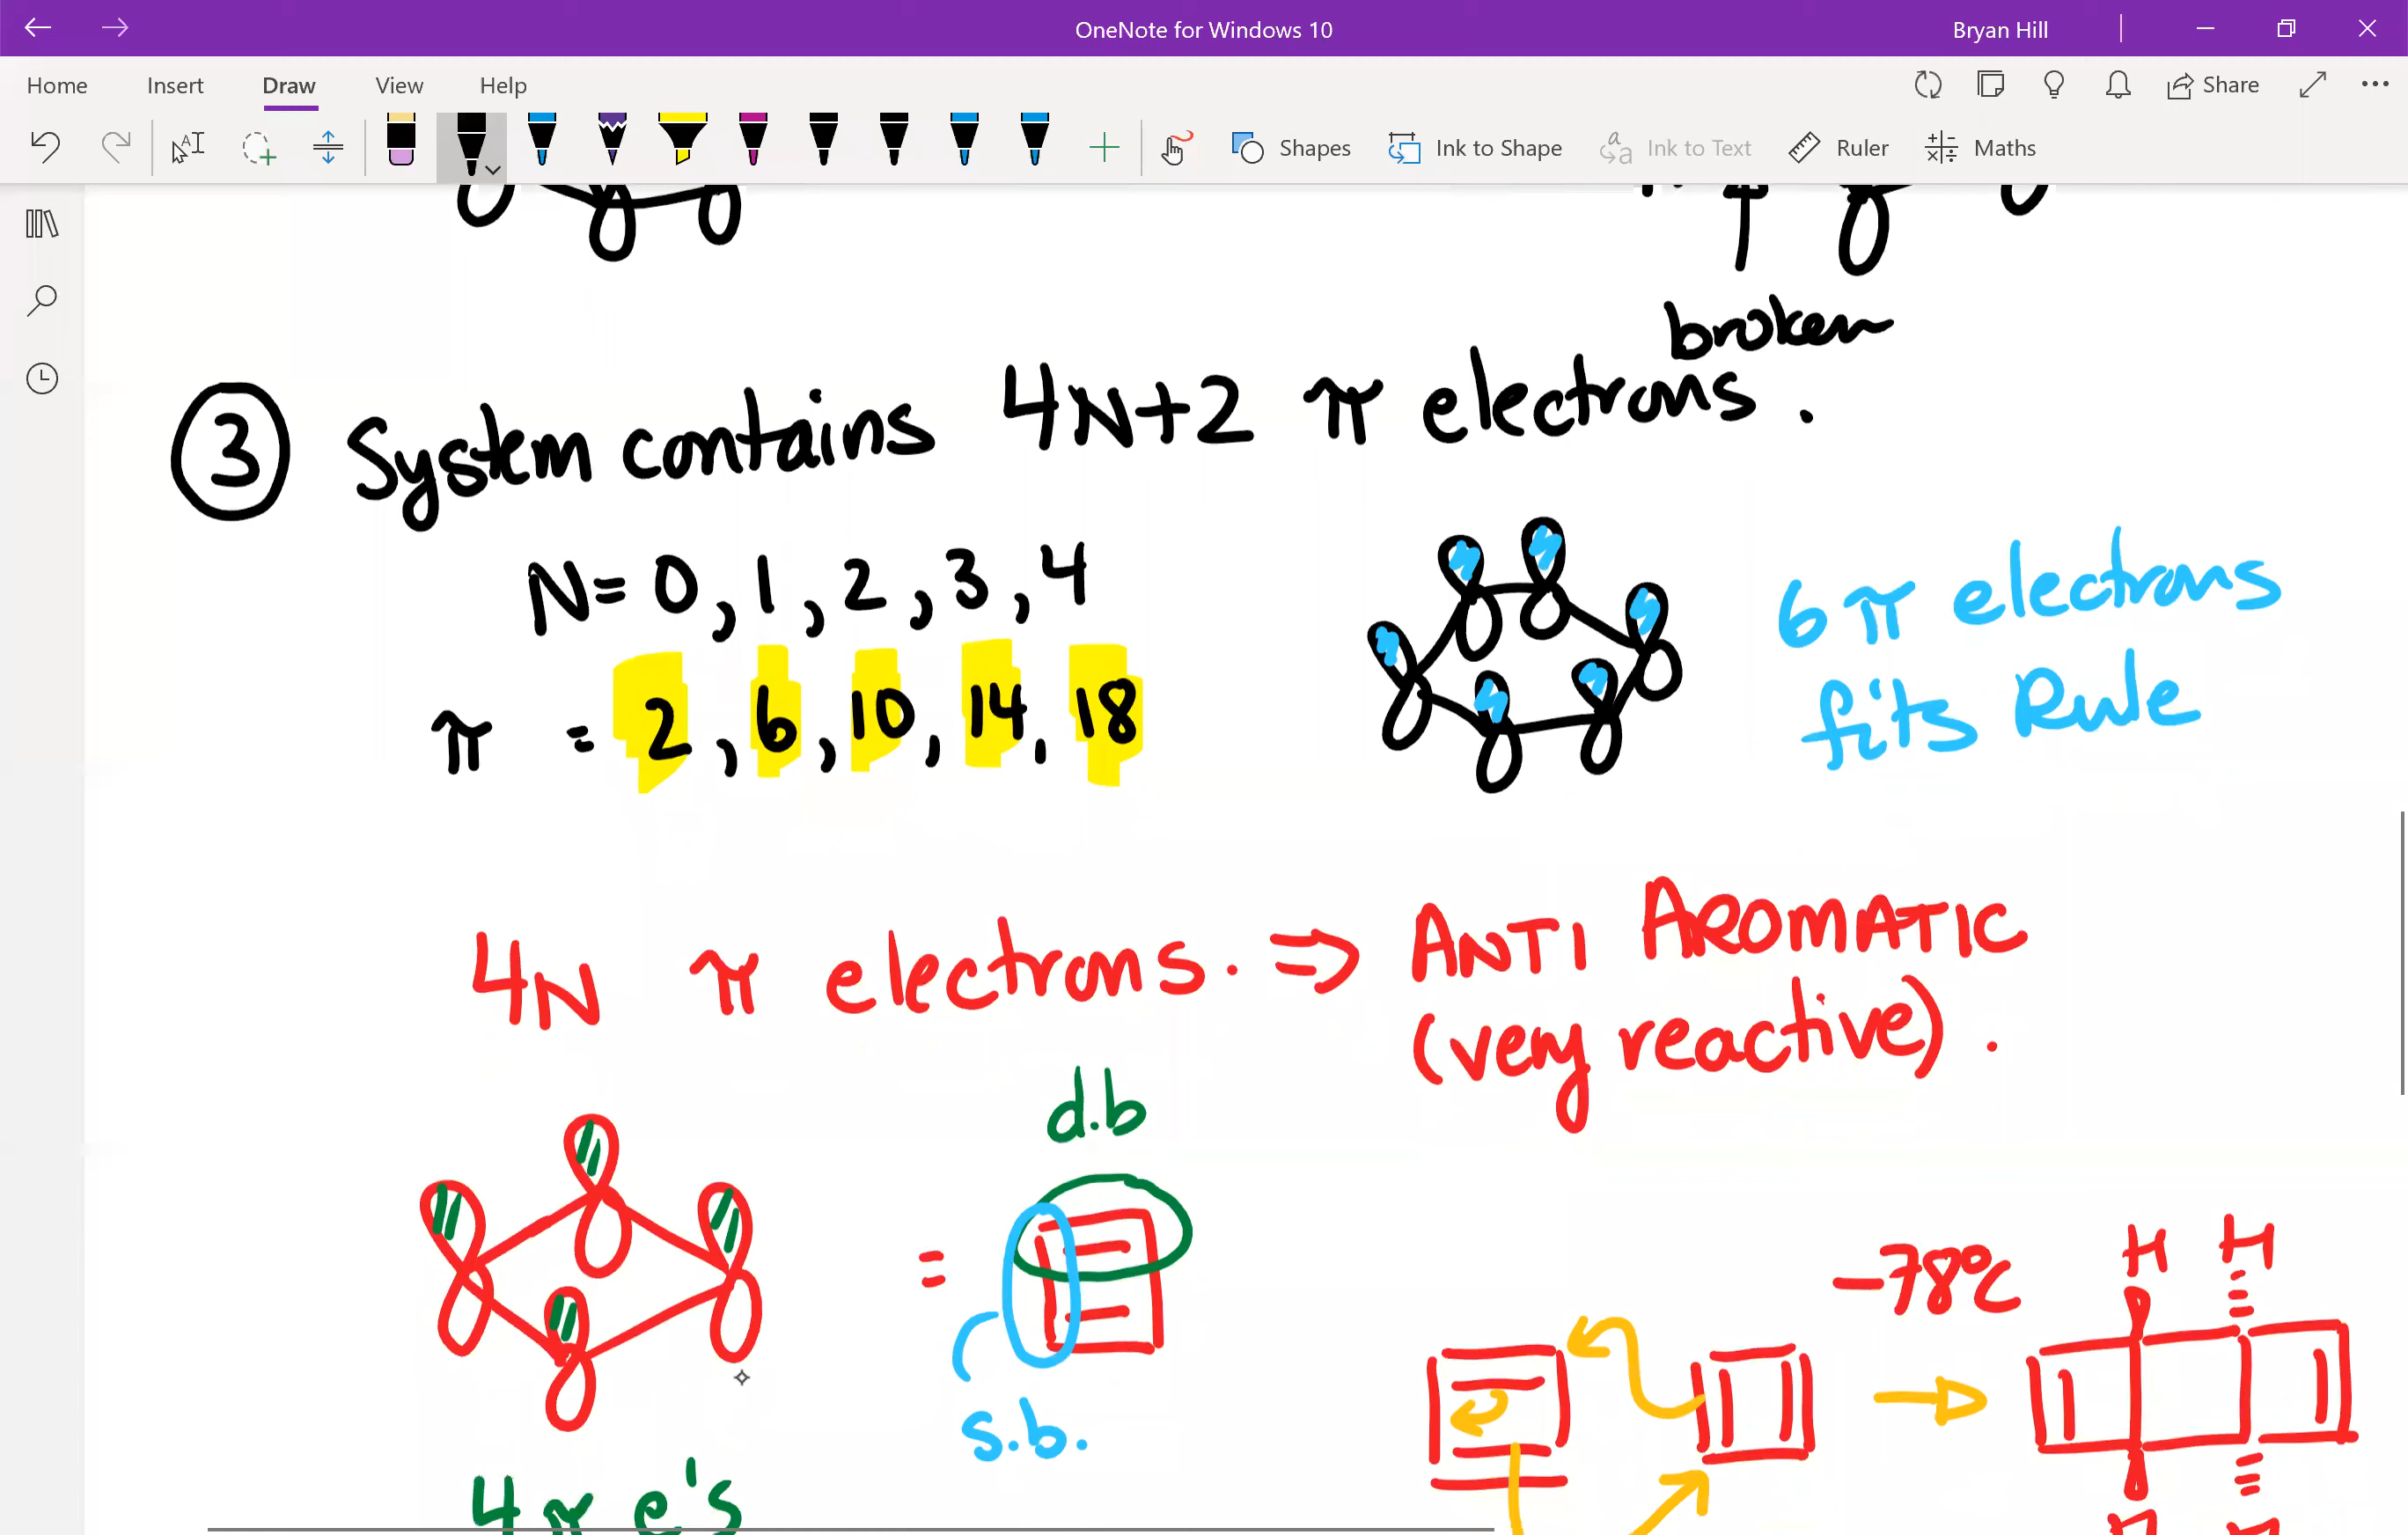 OneNote for Windows 10
Bryan Hill
Home Insert Draw View Help
Share
Shapes Ink to Shape Ink to Text Ruler Maths
broken
3 System contains 4N+2 π electrons.
N= 0, 1, 2, 3, 4
π = 2, 6, 10, 14, 18
6 π electrons
fits Rule
4N π electrons. ⇒ ANTI AROMATIC
(very reactive).
d.b
=
s.b.
-78°C
H H
4 π e's